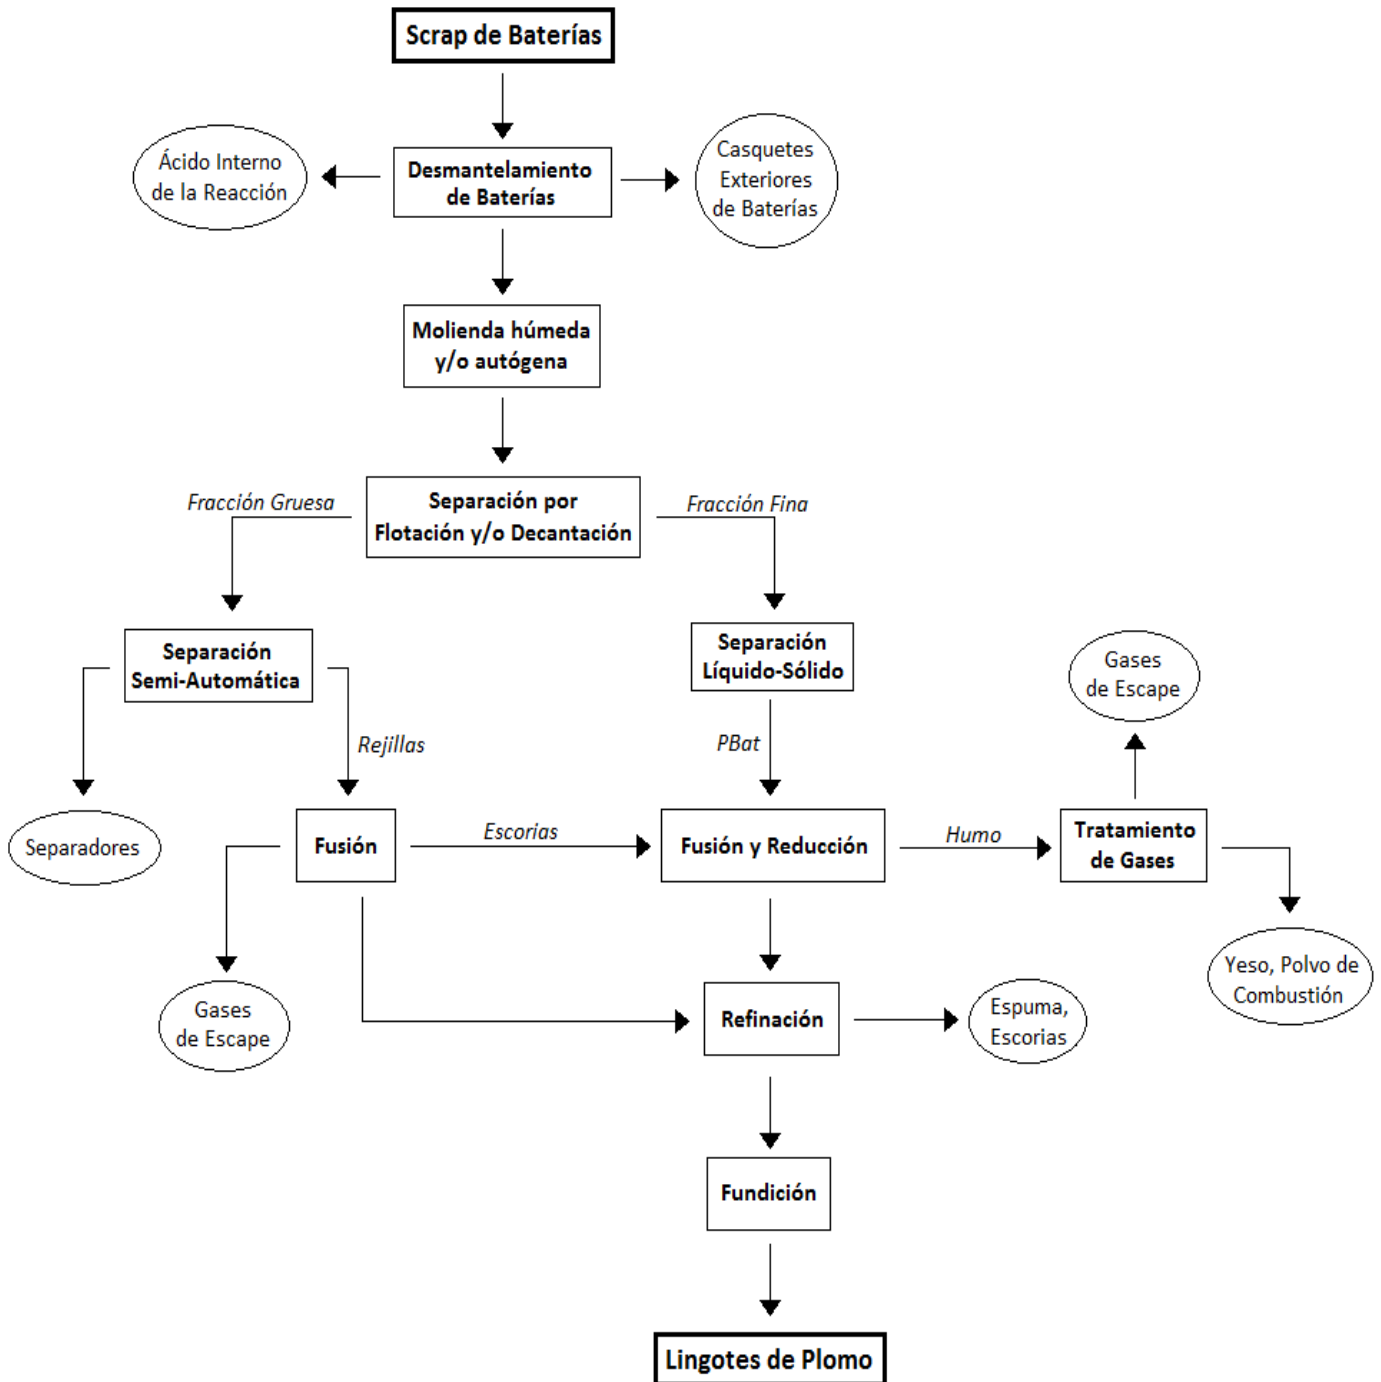 Scrap de Baterías
Ácido Interno
de la Reacción
Desmantelamiento
de Baterías
Casquetes
Exteriores
de Baterías
Molienda húmeda
y/o autógena
Fracción Gruesa
Separación por
Flotación y/o Decantación
Fracción Fina
Separación
Semi-Automática
Separación
Líquido-Sólido
Gases
de Escape
Rejillas
PBat
Separadores
Fusión
Escorias
Fusión y Reducción
Humo
Tratamiento
de Gases
Gases
de Escape
Refinación
Espuma,
Escorias
Yeso, Polvo de
Combustión
Fundición
Lingotes de Plomo